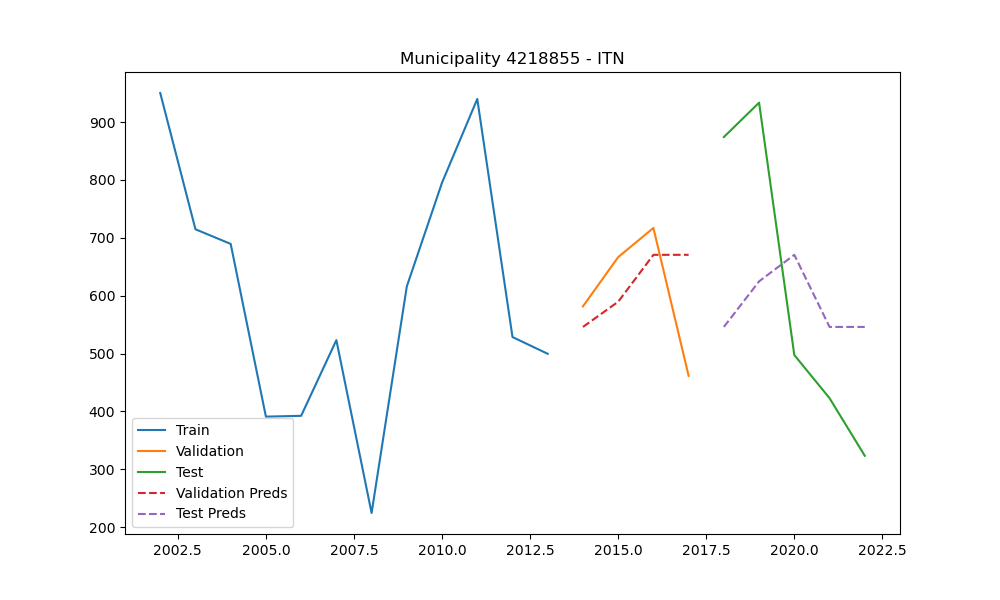 Municipality 4218855 - ITN
900
800
700
600
500
400
300
200
Train
Validation
Test
Validation Preds
Test Preds
2002.5 2005.0 2007.5 2010.0 2012.5 2015.0 2017.5 2020.0 2022.5